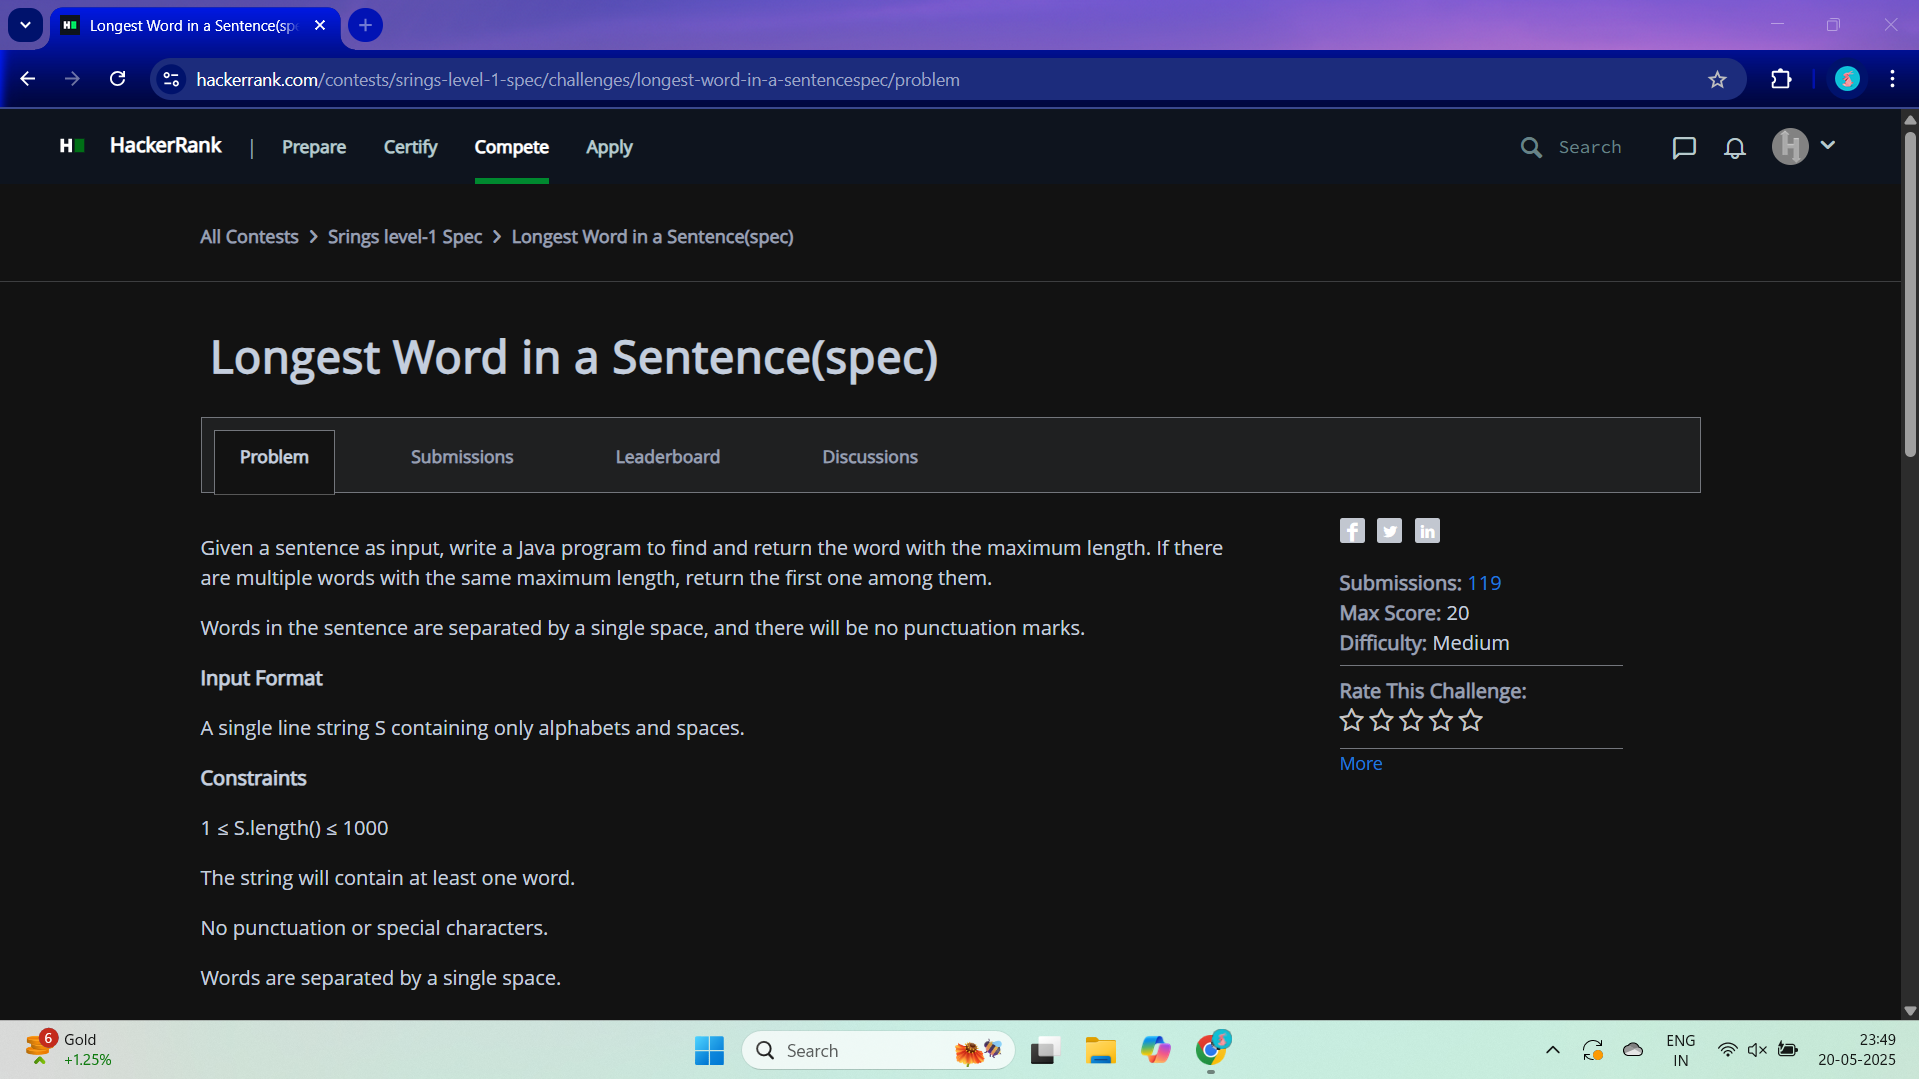 Longest Word in a Sentence(sp
hackerrank.com/contests/srings-level-1-spec/challenges/longest-word-in-a-sentencespec/problem
H
HackerRank | Prepare Certify Compete Apply Search
H
All Contests > Srings level-1 Spec > Longest Word in a Sentence(spec)
Longest Word in a Sentence(spec)
Problem Submissions Leaderboard Discussions
Given a sentence as input, write a Java program to find and return the word with the maximum length. If there
are multiple words with the same maximum length, return the first one among them.
Words in the sentence are separated by a single space, and there will be no punctuation marks.
Input Format
A single line string S containing only alphabets and spaces.
Constraints
1 ≤ S.length() ≤ 1000
The string will contain at least one word.
No punctuation or special characters.
Words are separated by a single space.
f in
Submissions: 119
Max Score: 20
Difficulty: Medium
Rate This Challenge:
More
6
Gold
+1.25%
Search
ENG
IN
23:49
20-05-2025